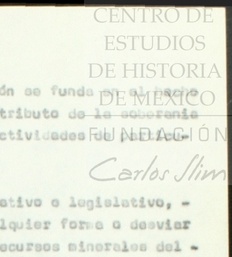 CENTRO DE
ESTUDIOS
DE HISTORIA
DE MÉXICO
FUNDACIÓN
Carlos Slim
ón se funda en el hecho
tributo de la soberanía
ctividades de
ativo o legislativo, -
lquier forma a desviar
ecursos minerales del -